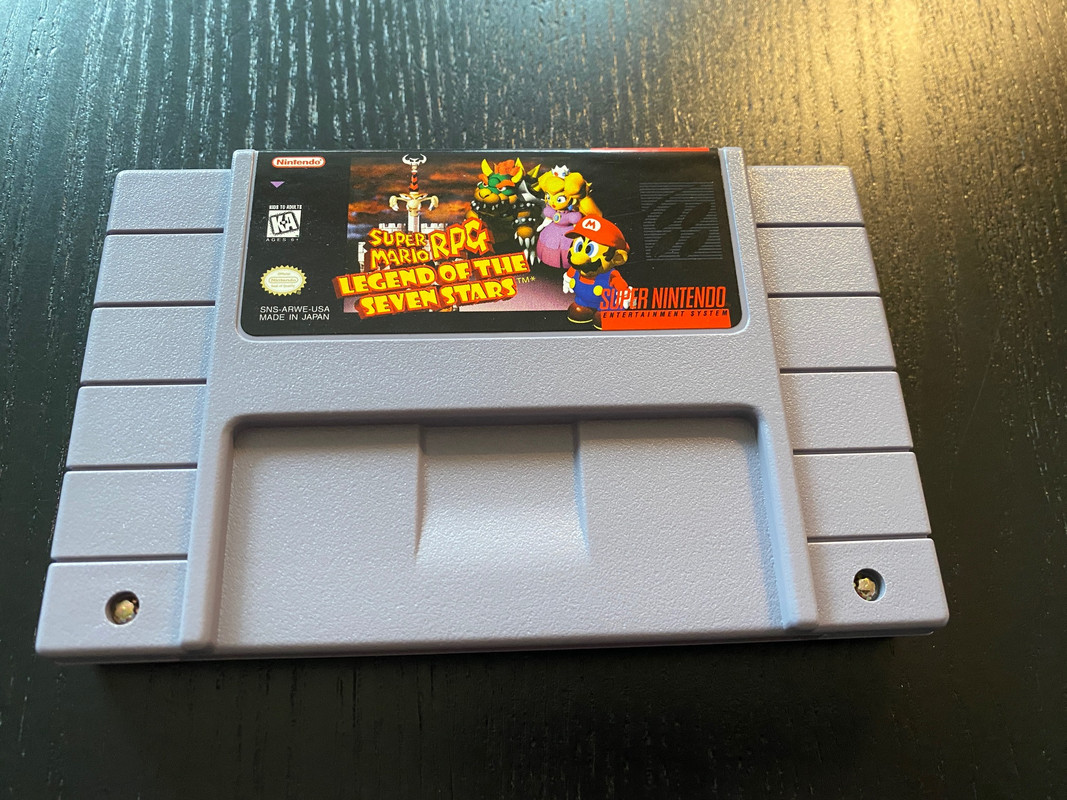 Nintendo®
KIDS TO ADULTS
K-A
AGES 6+
SNS-ARWE-USA
MADE IN JAPAN
SUPER
MARIO RPG
LEGEND OF THE
SEVEN STARS™
M
SUPER NINTENDO
ENTERTAINMENT SYSTEM